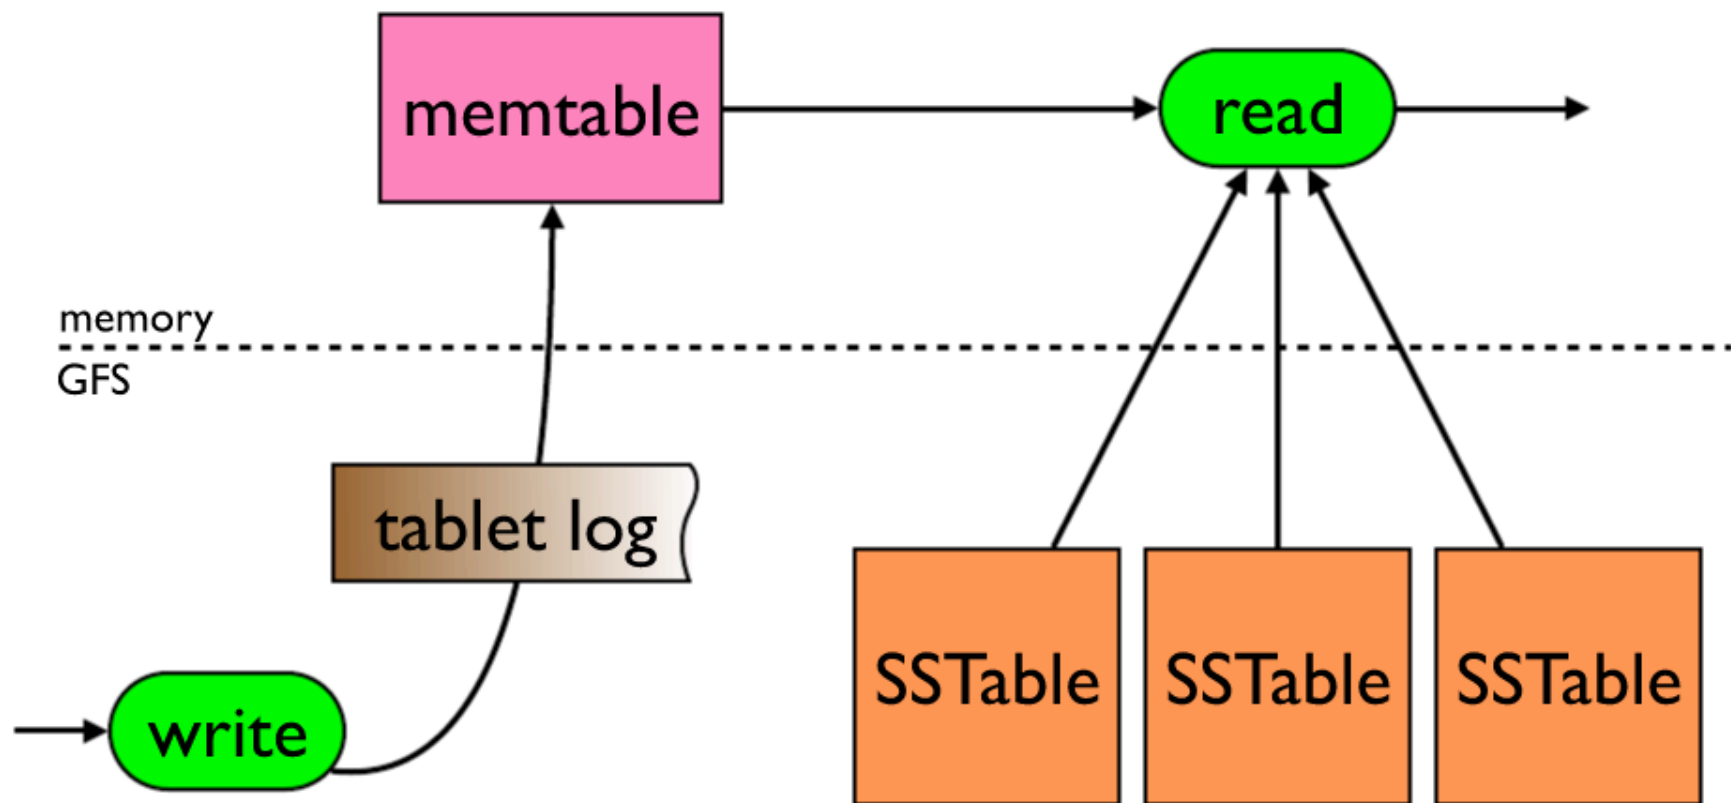 memtable
read
memory
GFS
tablet log
SSTable
SSTable
SSTable
write